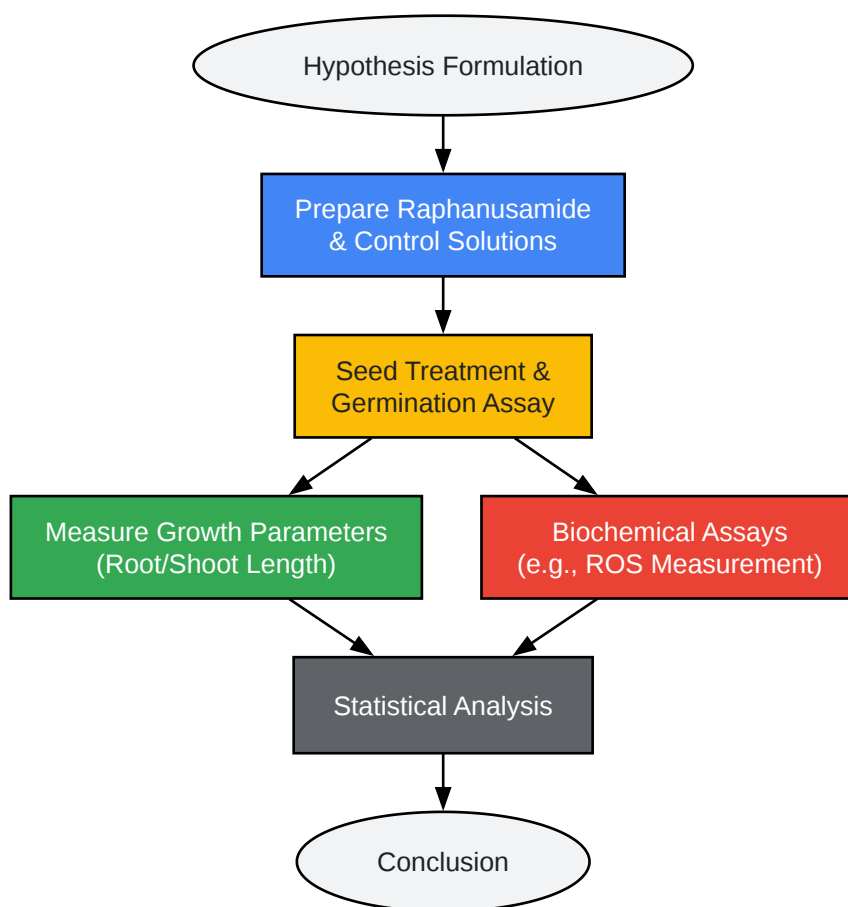 Hypothesis Formulation
Prepare Raphanusamide
& Control Solutions
Seed Treatment &
Germination Assay
Measure Growth Parameters
(Root/Shoot Length)
Biochemical Assays
(e.g., ROS Measurement)
Statistical Analysis
Conclusion